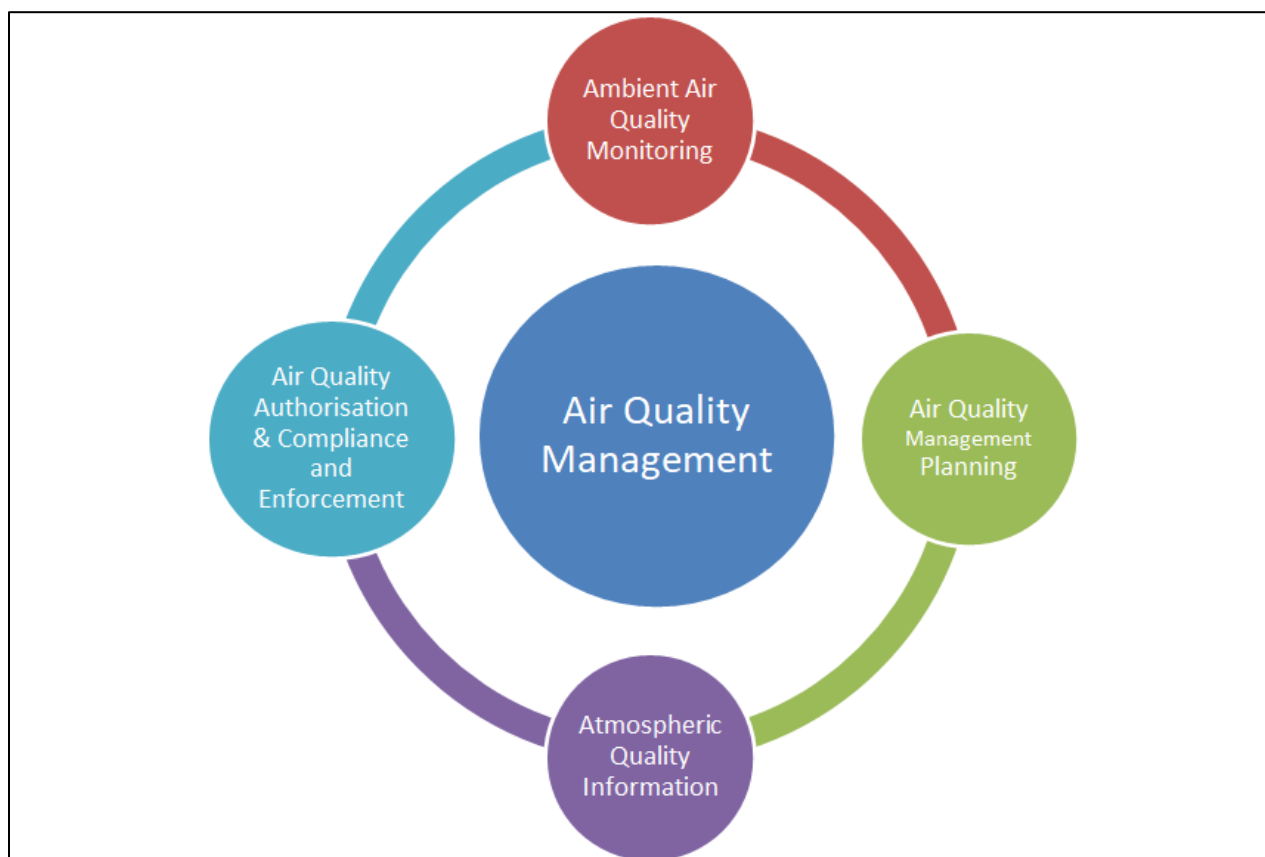 Ambient Air
Quality
Monitoring
Air Quality
Authorisation
& Compliance
and
Enforcement
Air Quality
Management
Air Quality
Management
Planning
Atmospheric
Quality
Information